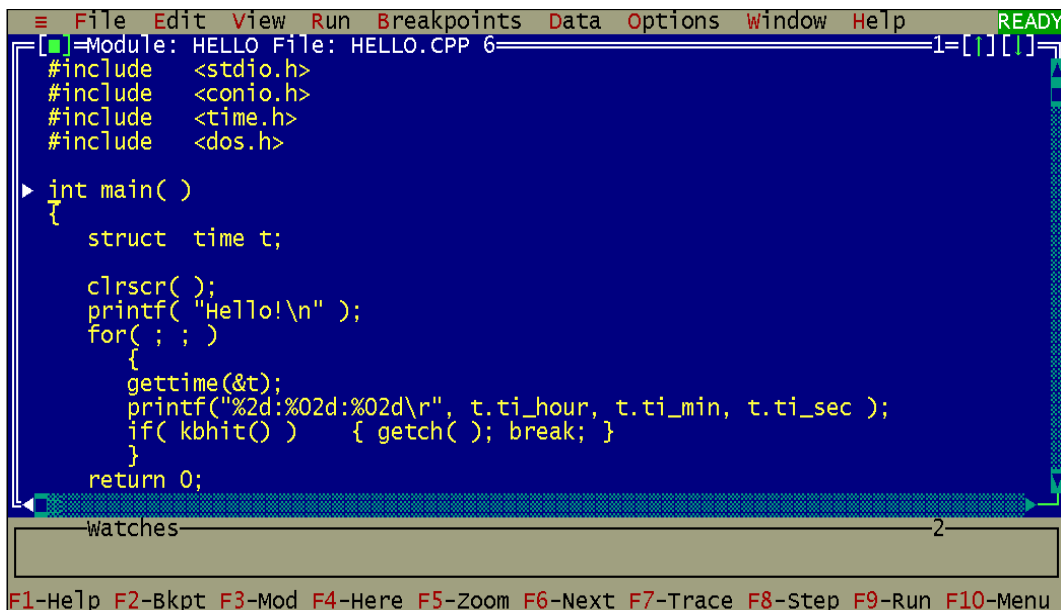 ≡ File Edit View Run Breakpoints Data Options Window Help READY
[■]=Module: HELLO File: HELLO.CPP 6 1=[↑][↓]
#include <stdio.h>
#include <conio.h>
#include <time.h>
#include <dos.h>
int main( )
{
struct time t;
clrscr( );
printf( "Hello!\n" );
for( ; ; )
{
gettime(&t);
printf("%2d:%02d:%02d\r", t.ti_hour, t.ti_min, t.ti_sec );
if( kbhit() ) { getch( ); break; }
}
return 0;
Watches 2
F1-Help F2-Bkpt F3-Mod F4-Here F5-Zoom F6-Next F7-Trace F8-Step F9-Run F10-Menu